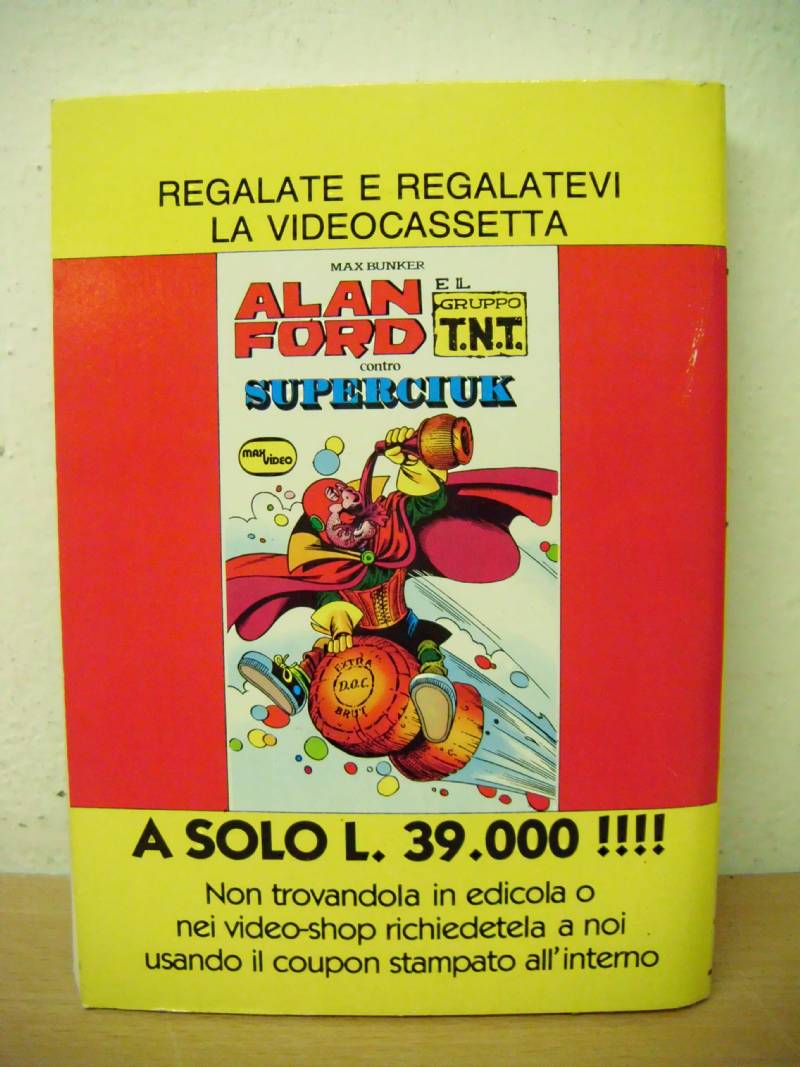 REGALATE E REGALATEVI
LA VIDEOCASSETTA
MAX BUNKER
ALAN FORD
E IL
GRUPPO
T.N.T.
contro
SUPERCIUK
MAX VIDEO
EXTRA
D.O.C.
BRUT
A SOLO L. 39.000 !!!!
Non trovandola in edicola o
nei video-shop richiedetela a noi
usando il coupon stampato all'interno